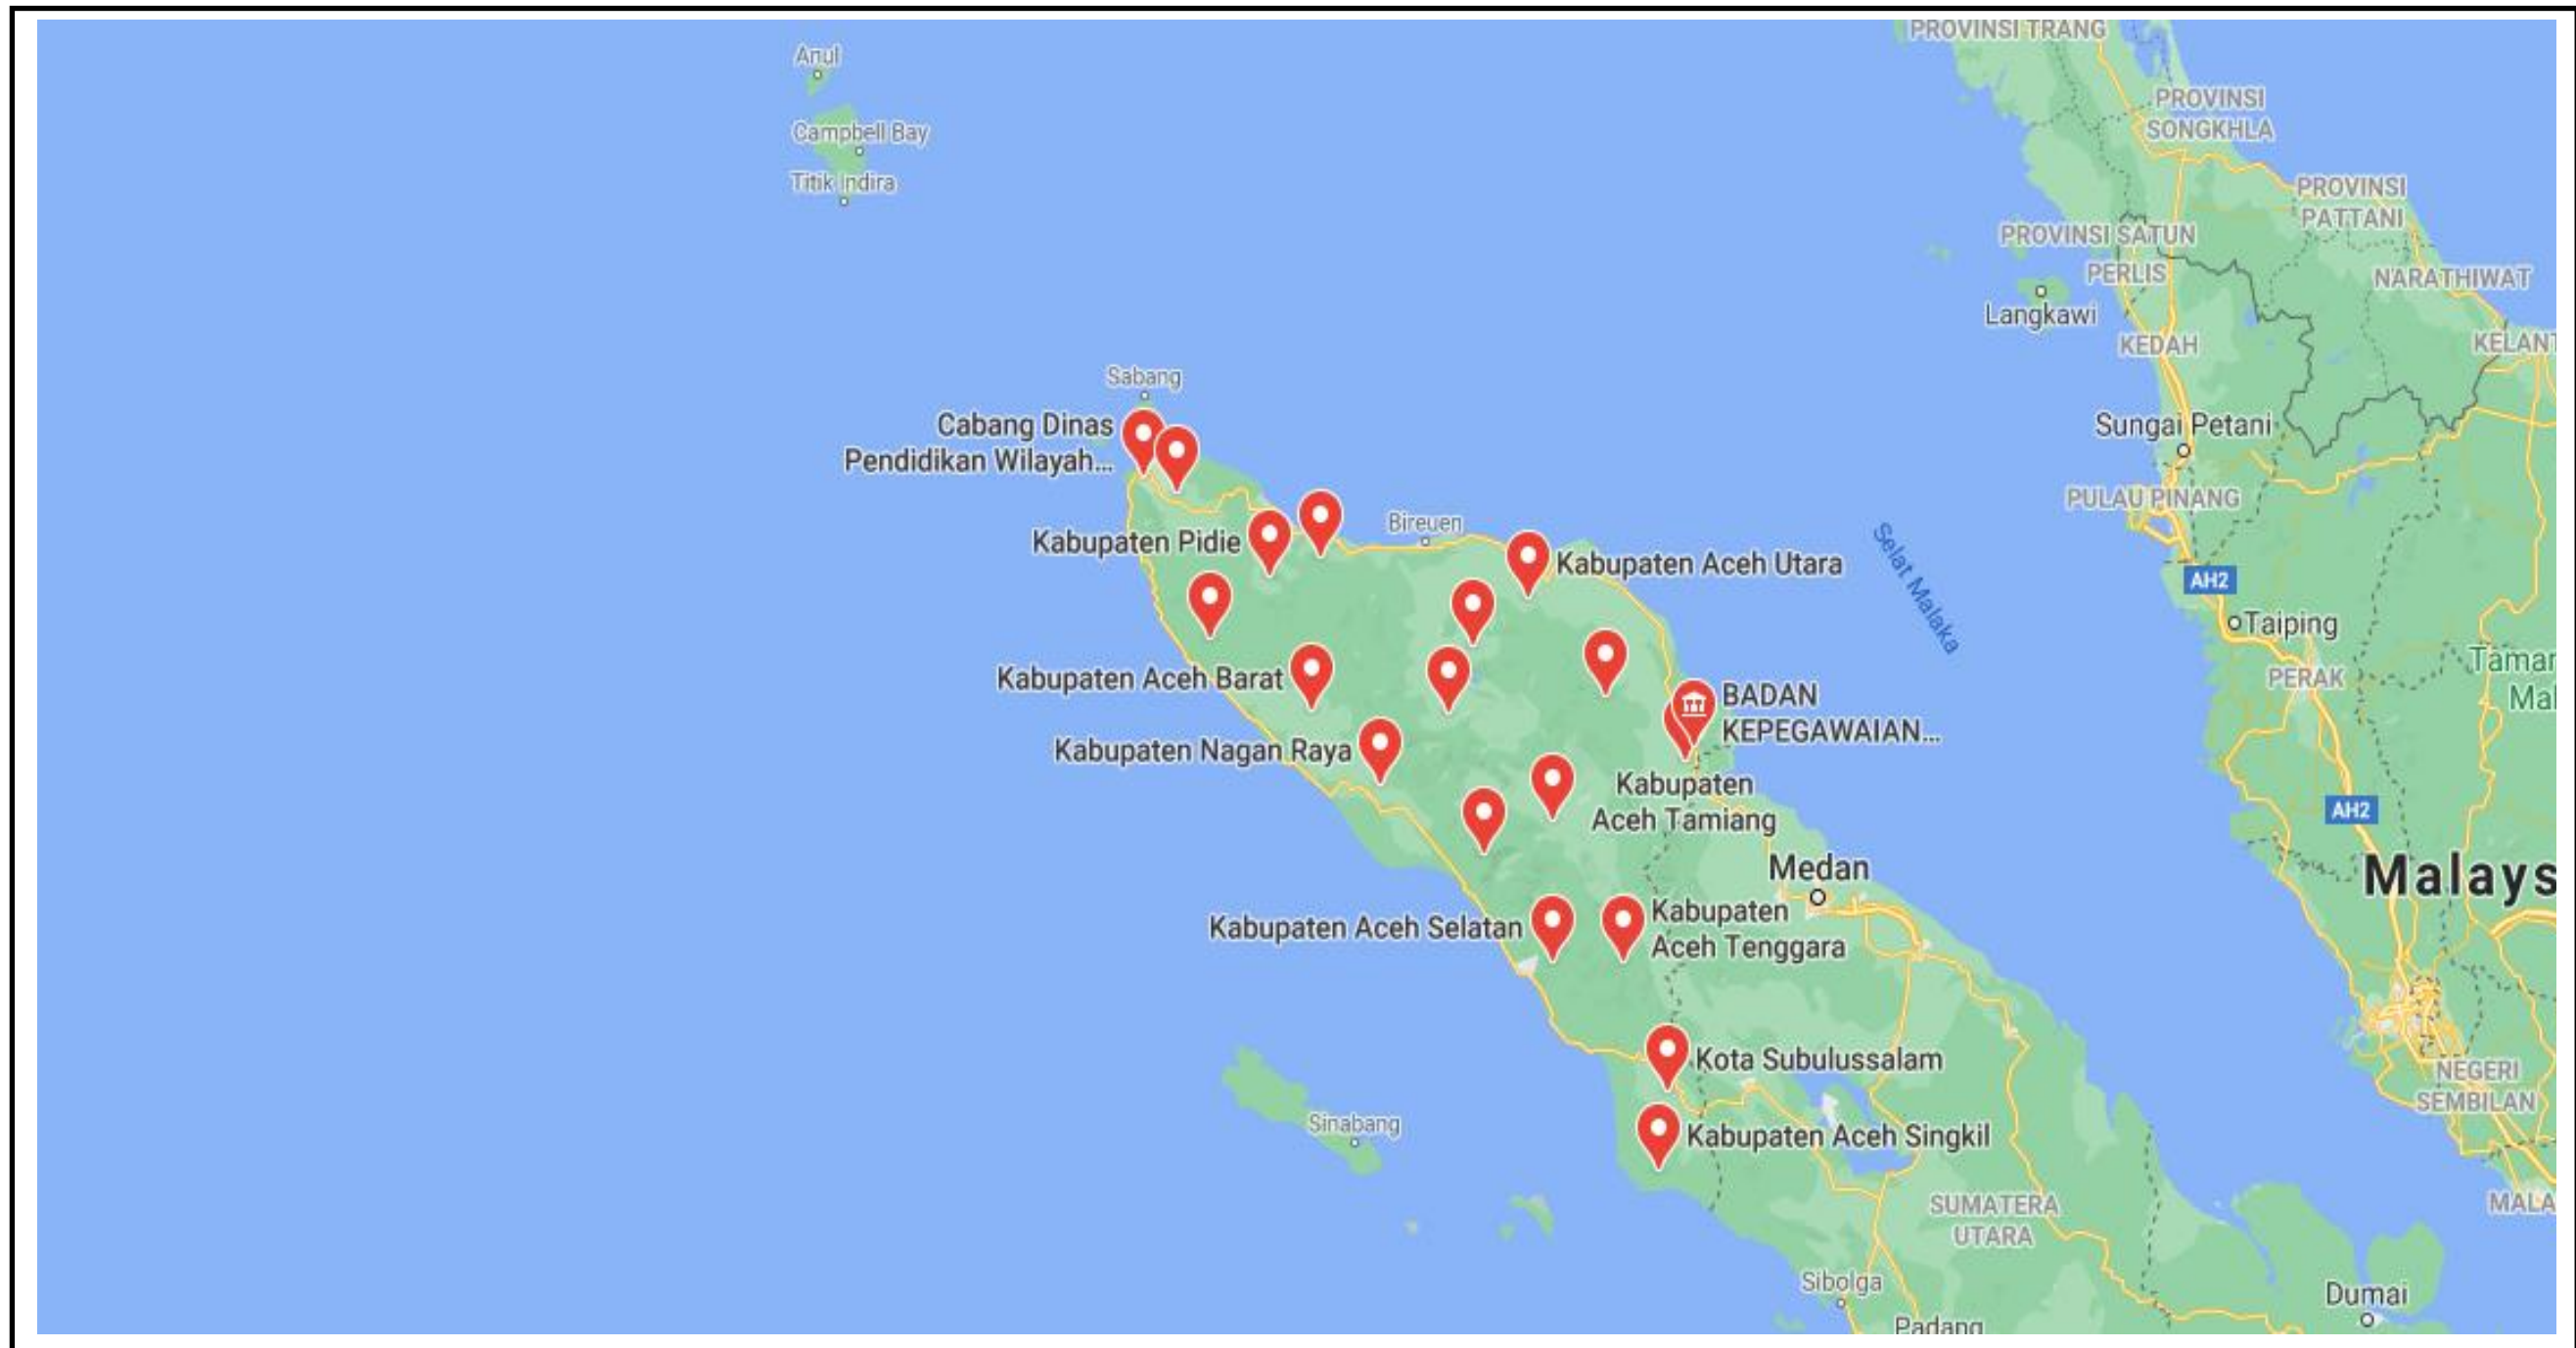 PROVINSI TRANG
Arul
PROVINSI
SONGKHLA
Campbell Bay
Titik Indira
PROVINSI
PATTANI
PROVINSI SATUN
PERLIS
NARATHIWAT
Langkawi
KEDAH
KELANT
Sabang
Cabang Dinas
Pendidikan Wilayah...
Sungai Petani
PULAU PINANG
Kabupaten Pidie
Bireuen
Kabupaten Aceh Utara
Selat Malaka
AH2
Taiping
PERAK
Taman
Mal
Kabupaten Aceh Barat
BADAN
KEPEGAWAIAN...
Kabupaten Nagan Raya
Kabupaten
Aceh Tamiang
AH2
Medan
Malays
Kabupaten Aceh Selatan
Kabupaten
Aceh Tenggara
Kota Subulussalam
NEGERI
SEMBILAN
Sinabang
Kabupaten Aceh Singkil
SUMATERA
UTARA
MALA
Sibolga
Dumai
Padang